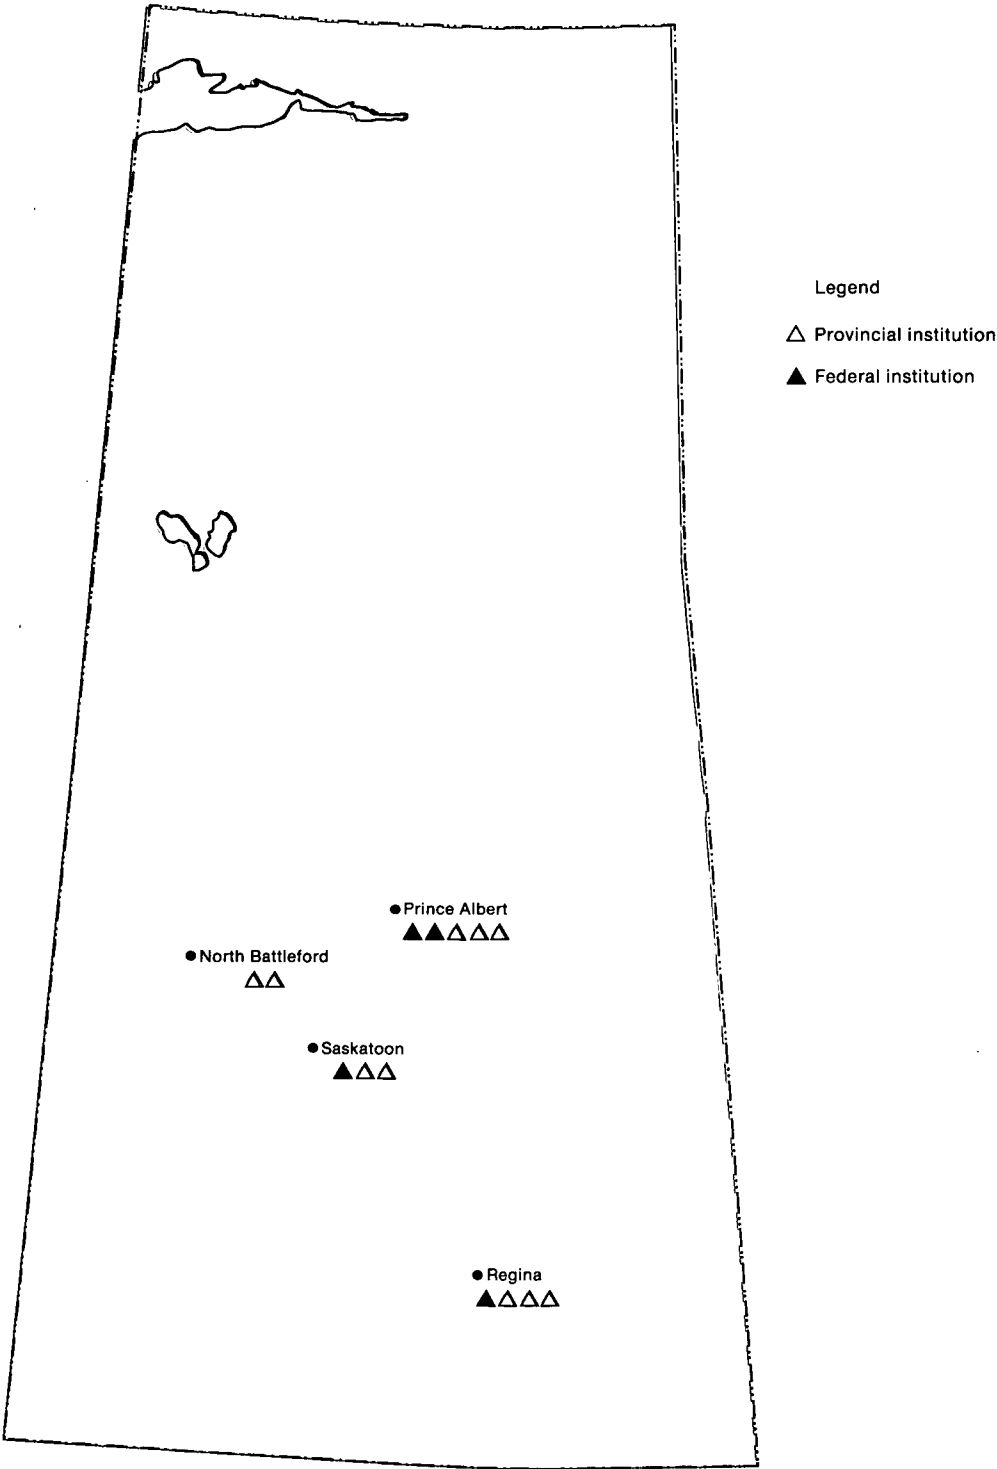 Legend
Provincial institution
Federal institution
Prince Albert
North Battleford
Saskatoon
Regina